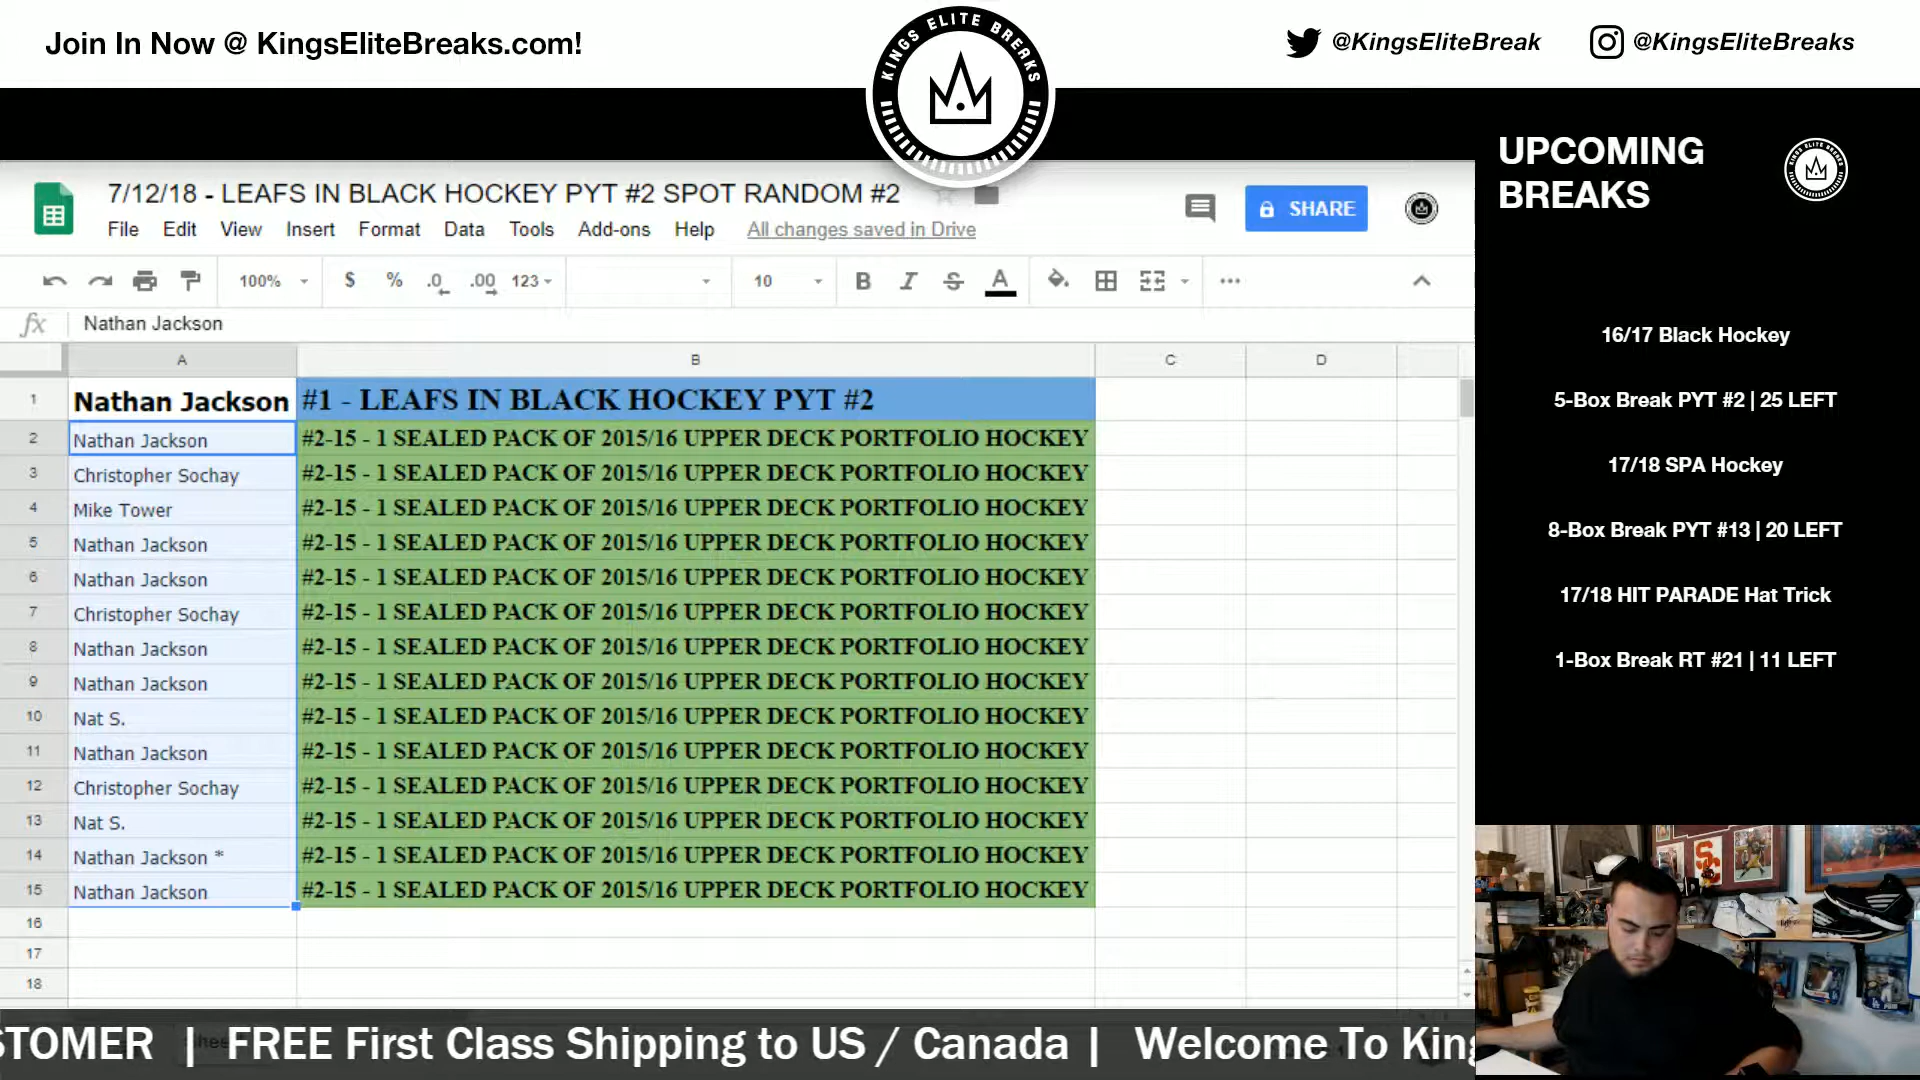 Join In Now @ KingsEliteBreaks.com!
KINGS ELITE BREAKS
@KingsEliteBreak
@KingsEliteBreaks
UPCOMING
BREAKS
16/17 Black Hockey
5-Box Break PYT #2 | 25 LEFT
17/18 SPA Hockey
8-Box Break PYT #13 | 20 LEFT
17/18 HIT PARADE Hat Trick
1-Box Break RT #21 | 11 LEFT
7/12/18 - LEAFS IN BLACK HOCKEY PYT #2 SPOT RANDOM #2
SHARE
File Edit View Insert Format Data Tools Add-ons Help All changes saved in Drive
100% $ % .0 .00 123 10 B I S A
fx Nathan Jackson
A B C D
1 Nathan Jackson #1 - LEAFS IN BLACK HOCKEY PYT #2
2 Nathan Jackson #2-15 - 1 SEALED PACK OF 2015/16 UPPER DECK PORTFOLIO HOCKEY
3 Christopher Sochay #2-15 - 1 SEALED PACK OF 2015/16 UPPER DECK PORTFOLIO HOCKEY
4 Mike Tower #2-15 - 1 SEALED PACK OF 2015/16 UPPER DECK PORTFOLIO HOCKEY
5 Nathan Jackson #2-15 - 1 SEALED PACK OF 2015/16 UPPER DECK PORTFOLIO HOCKEY
6 Nathan Jackson #2-15 - 1 SEALED PACK OF 2015/16 UPPER DECK PORTFOLIO HOCKEY
7 Christopher Sochay #2-15 - 1 SEALED PACK OF 2015/16 UPPER DECK PORTFOLIO HOCKEY
8 Nathan Jackson #2-15 - 1 SEALED PACK OF 2015/16 UPPER DECK PORTFOLIO HOCKEY
9 Nathan Jackson #2-15 - 1 SEALED PACK OF 2015/16 UPPER DECK PORTFOLIO HOCKEY
10 Nat S. #2-15 - 1 SEALED PACK OF 2015/16 UPPER DECK PORTFOLIO HOCKEY
11 Nathan Jackson #2-15 - 1 SEALED PACK OF 2015/16 UPPER DECK PORTFOLIO HOCKEY
12 Christopher Sochay #2-15 - 1 SEALED PACK OF 2015/16 UPPER DECK PORTFOLIO HOCKEY
13 Nat S. #2-15 - 1 SEALED PACK OF 2015/16 UPPER DECK PORTFOLIO HOCKEY
14 Nathan Jackson * #2-15 - 1 SEALED PACK OF 2015/16 UPPER DECK PORTFOLIO HOCKEY
15 Nathan Jackson #2-15 - 1 SEALED PACK OF 2015/16 UPPER DECK PORTFOLIO HOCKEY
16
17
18
STOMER | FREE First Class Shipping to US / Canada | Welcome To King